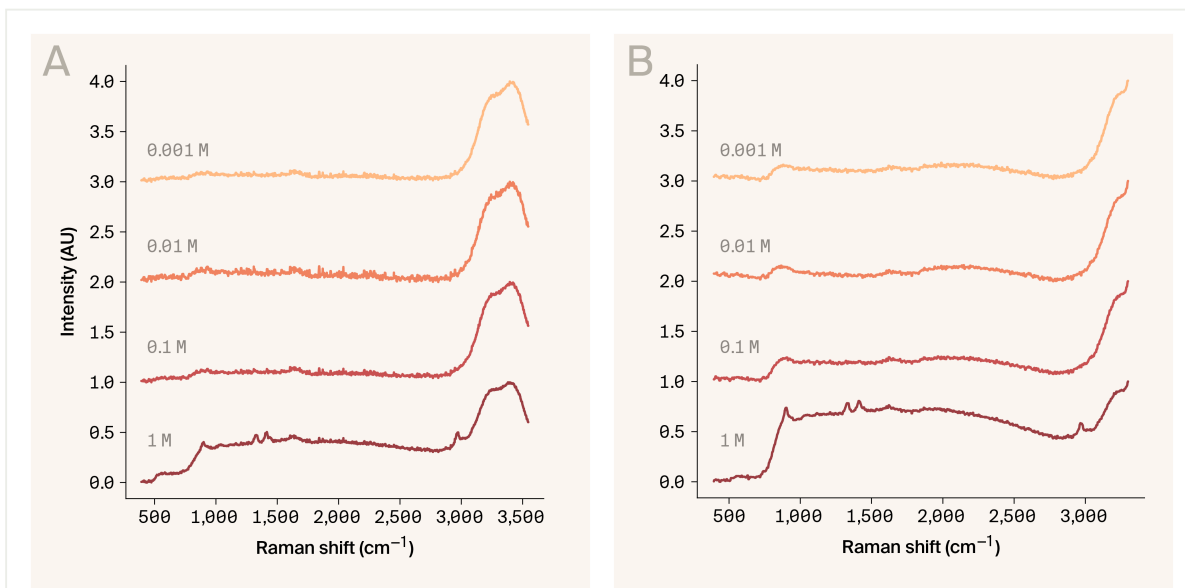 A
4.0
3.5
3.0
2.5
2.0
1.5
1.0
0.5
0.0
Intensity (AU)
0.001 M
0.01 M
0.1 M
1 M
500 1,000 1,500 2,000 2,500 3,000 3,500
Raman shift (cm⁻¹)
B
4.0
3.5
3.0
2.5
2.0
1.5
1.0
0.5
0.0
0.001 M
0.01 M
0.1 M
1 M
500 1,000 1,500 2,000 2,500 3,000
Raman shift (cm⁻¹)